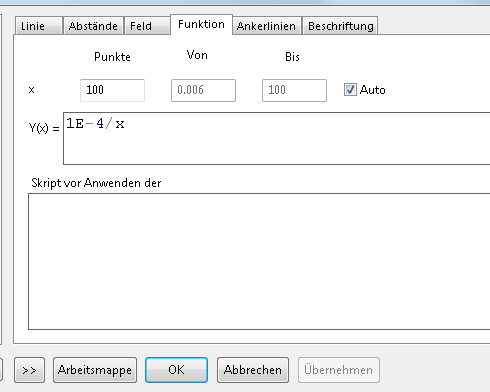 Linie Abstände Feld Funktion Ankerlinien Beschriftung
Punkte Von Bis
x 100 0.006 100 Auto
Y(x) = 1E-4/x
Skript vor Anwenden der
>> Arbeitsmappe OK Abbrechen Übernehmen